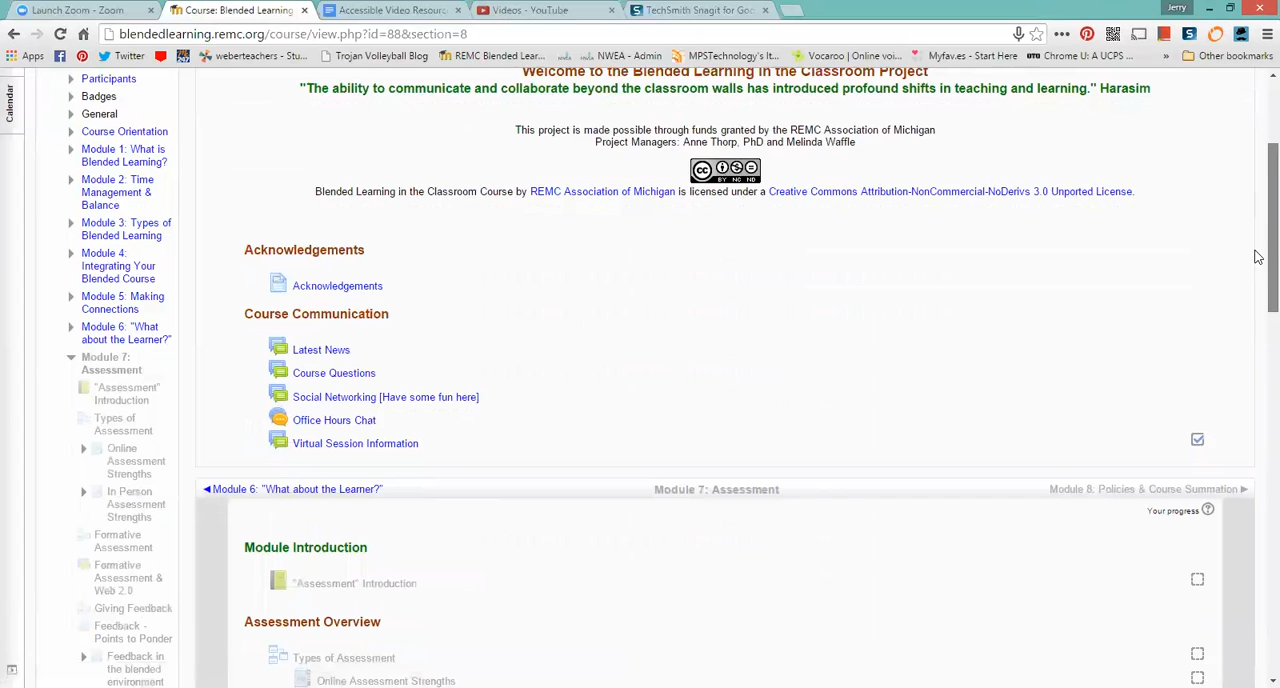 Launch Zoom - Zoom
Course: Blended Learning
Accessible Video Resourc
Videos - YouTube
TechSmith Snagit for Goo
Jerry
blendedlearning.remc.org/course/view.php?id=88&section=8
Apps
Twitter
weberteachers - Stu...
Trojan Volleyball Blog
REMC Blended Lear...
NWEA - Admin
MPSTechnology's It...
Vocaroo | Online voi...
Myfav.es - Start Here
Chrome U: A UCPS ...
»
Other bookmarks
Calendar
Participants
Badges
General
Course Orientation
Module 1: What is
Blended Learning?
Module 2: Time
Management &
Balance
Module 3: Types of
Blended Learning
Module 4:
Integrating Your
Blended Course
Module 5: Making
Connections
Module 6: "What
about the Learner?"
Module 7:
Assessment
"Assessment"
Introduction
Types of
Assessment
Online
Assessment
Strengths
In Person
Assessment
Strengths
Formative
Assessment
Formative
Assessment &
Web 2.0
Giving Feedback
Feedback -
Points to Ponder
Feedback in
the blended
environment
Welcome to the Blended Learning in the Classroom Project
"The ability to communicate and collaborate beyond the classroom walls has introduced profound shifts in teaching and learning." Harasim
This project is made possible through funds granted by the REMC Association of Michigan
Project Managers: Anne Thorp, PhD and Melinda Waffle
CC BY NC ND
Blended Learning in the Classroom Course by REMC Association of Michigan is licensed under a Creative Commons Attribution-NonCommercial-NoDerivs 3.0 Unported License.
Acknowledgements
Acknowledgements
Course Communication
Latest News
Course Questions
Social Networking [Have some fun here]
Office Hours Chat
Virtual Session Information
Module 6: "What about the Learner?"
Module 7: Assessment
Module 8: Policies & Course Summation
Your progress
Module Introduction
"Assessment" Introduction
Assessment Overview
Types of Assessment
Online Assessment Strengths